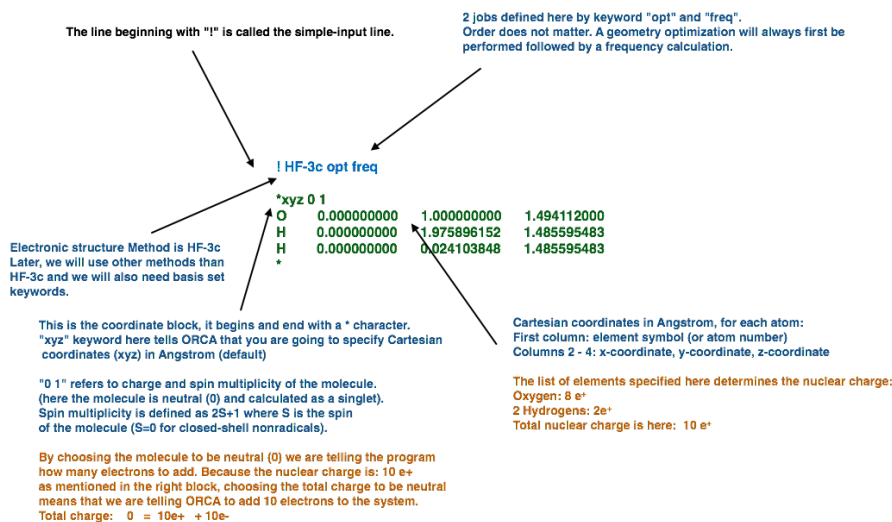 The line beginning with "!" is called the simple-input line.
2 jobs defined here by keyword "opt" and "freq".
Order does not matter. A geometry optimization will always first be
performed followed by a frequency calculation.
! HF-3c opt freq
*xyz 0 1
O 0.000000000 1.000000000 1.494112000
H 0.000000000 1.975896152 1.485595483
H 0.000000000 0.024103848 1.485595483
*
Electronic structure Method is HF-3c
Later, we will use other methods than
HF-3c and we will also need basis set
keywords.
This is the coordinate block, it begins and end with a * character.
"xyz" keyword here tells ORCA that you are going to specify Cartesian
coordinates (xyz) in Angstrom (default)
"0 1" refers to charge and spin multiplicity of the molecule.
(here the molecule is neutral (0) and calculated as a singlet).
Spin multiplicity is defined as 2S+1 where S is the spin
of the molecule (S=0 for closed-shell nonradicals).
By choosing the molecule to be neutral (0) we are telling the program
how many electrons to add. Because the nuclear charge is: 10 e+
as mentioned in the right block, choosing the total charge to be neutral
means that we are telling ORCA to add 10 electrons to the system.
Total charge: 0 = 10e+ + 10e-
Cartesian coordinates in Angstrom, for each atom:
First column: element symbol (or atom number)
Columns 2 - 4: x-coordinate, y-coordinate, z-coordinate
The list of elements specified here determines the nuclear charge:
Oxygen: 8 e⁺
2 Hydrogens: 2e⁺
Total nuclear charge is here: 10 e⁺